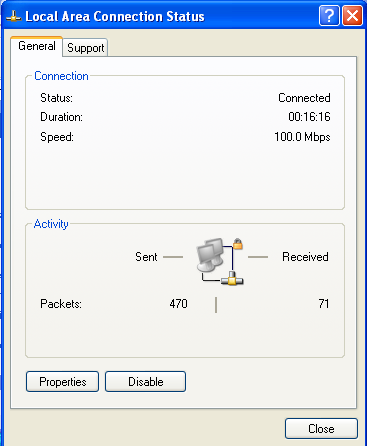 Local Area Connection Status
General Support
Connection
Status: Connected
Duration: 00:16:16
Speed: 100.0 Mbps
Activity
Sent Received
Packets: 470 71
Properties Disable
Close